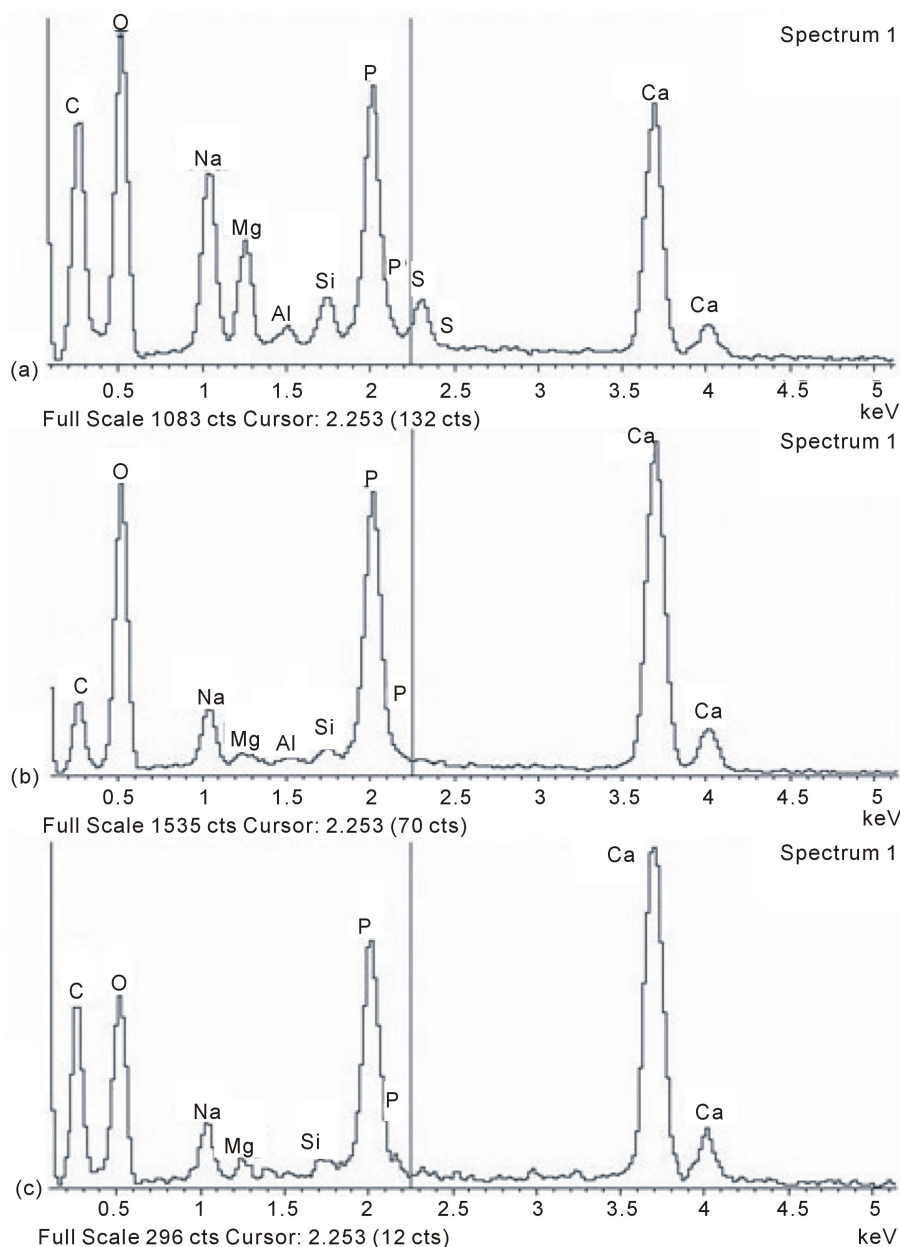 O
Spectrum 1
C
P
Ca
Na
Mg
P
S
Si
Al
Ca
S
(a)
0.5 1 1.5 2 2.5 3 3.5 4 4.5 5
keV
Full Scale 1083 cts Cursor: 2.253 (132 cts)
Ca
Spectrum 1
O
P
C
Na
P
Ca
Mg
Al
Si
(b)
0.5 1 1.5 2 2.5 3 3.5 4 4.5 5
keV
Full Scale 1535 cts Cursor: 2.253 (70 cts)
Ca
Spectrum 1
P
C
O
Na
P
Ca
Mg
Si
(c)
0.5 1 1.5 2 2.5 3 3.5 4 4.5 5
Full Scale 296 cts Cursor: 2.253 (12 cts)
keV